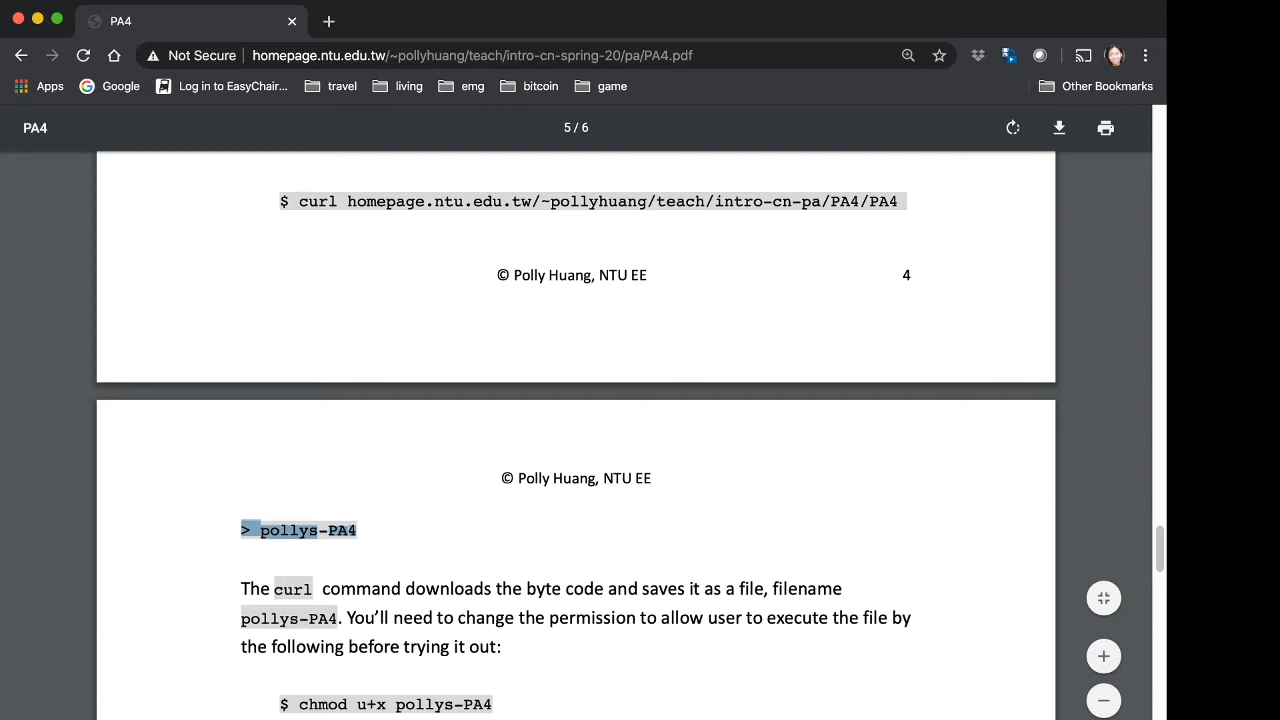 PA4
Not Secure homepage.ntu.edu.tw/~pollyhuang/teach/intro-cn-spring-20/pa/PA4.pdf
Apps Google Log in to EasyChair... travel living emg bitcoin game Other Bookmarks
PA4 5 / 6
$ curl homepage.ntu.edu.tw/~pollyhuang/teach/intro-cn-pa/PA4/PA4
© Polly Huang, NTU EE 4
© Polly Huang, NTU EE
> pollys-PA4
The curl command downloads the byte code and saves it as a file, filename
pollys-PA4. You’ll need to change the permission to allow user to execute the file by
the following before trying it out:
$ chmod u+x pollys-PA4